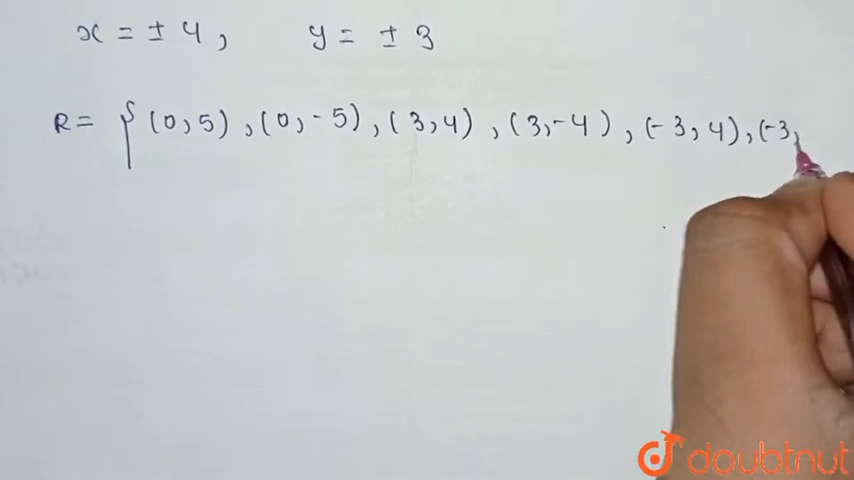 x = ± 4 , y = ± 3
R = { (0,5) , (0,-5) , (3,4) , (3,-4) , (-3,4) , (-3,
doubtnut